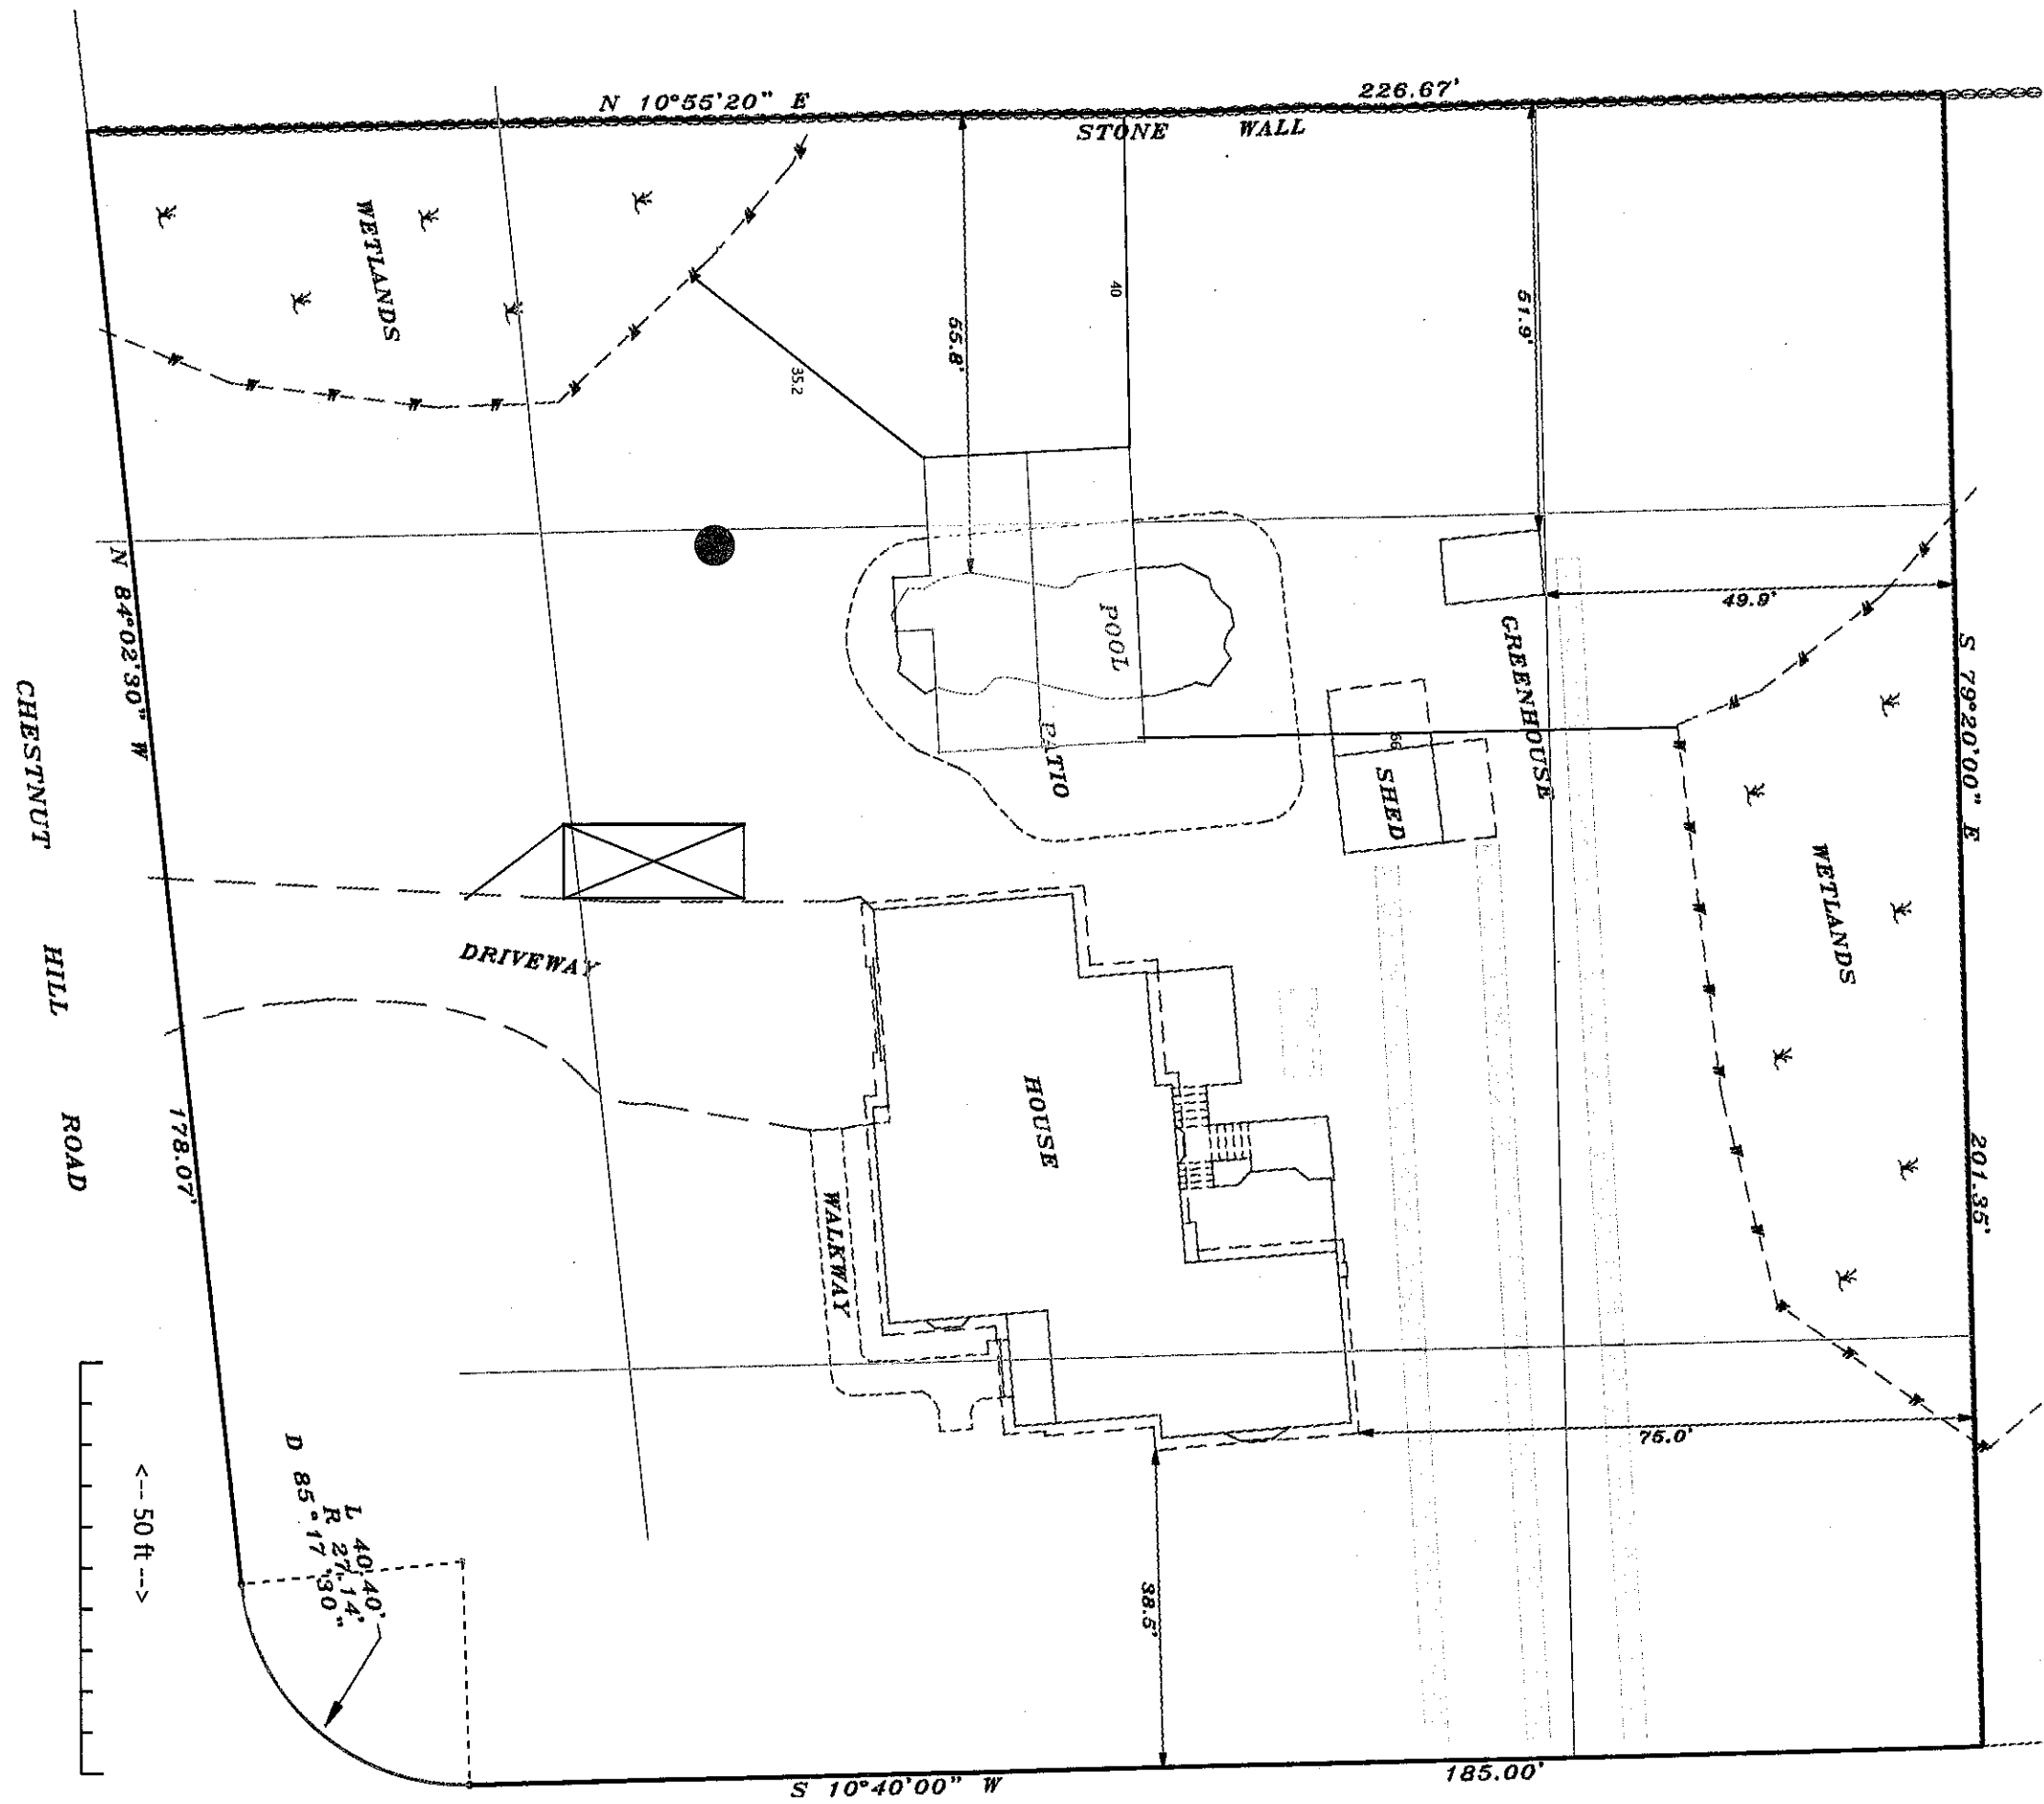 N 10°55'20" E
226.67'
STONE WALL
WETLANDS
40
55.8'
51.9'
35.2
N 84°02'30" W
POOL
PATIO
GREENHOUSE
49.9'
S 79°20'00" E
66
SHED
CHESTNUT HILL ROAD
DRIVEWAY
WETLANDS
HOUSE
178.07'
WALKWAY
201.35'
75.0'
L 40.40'
R 27.14'
D 85°17'30"
<-- 50 ft -->
38.5'
S 10°40'00" W
185.00'